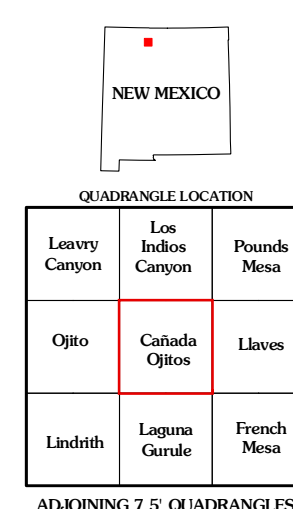 NEW MEXICO
QUADRANGLE LOCATION
Leavry
Canyon
Los
Indios
Canyon
Pounds
Mesa
Ojito
Cañada
Ojitos
Llaves
Lindrith
Laguna
Gurule
French
Mesa
ADJOINING 7.5' QUADRANGLES